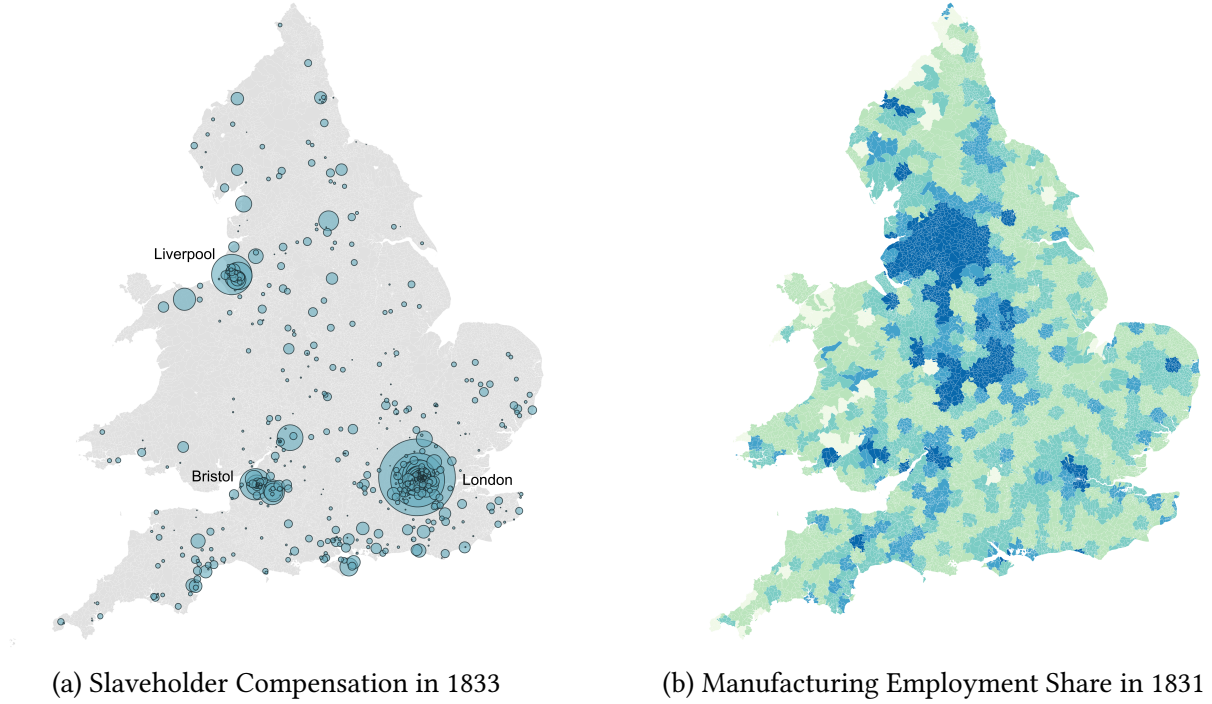 Liverpool
Bristol
London
(a) Slaveholder Compensation in 1833
(b) Manufacturing Employment Share in 1831